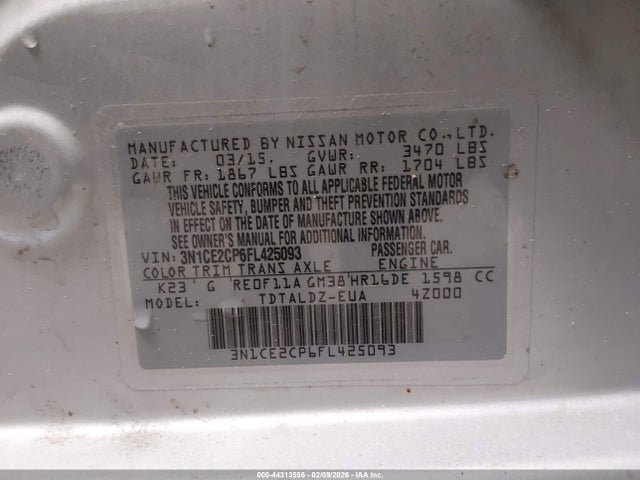 MANUFACTURED BY NISSAN MOTOR CO.,LTD.
DATE: 03/15. GVWR: 3470 LBS
GAWR FR: 1867 LBS GAWR RR: 1704 LBS
THIS VEHICLE CONFORMS TO ALL APPLICABLE FEDERAL MOTOR
VEHICLE SAFETY, BUMPER AND THEFT PREVENTION STANDARDS
IN EFFECT ON THE DATE OF MANUFACTURE SHOWN ABOVE.
SEE OWNER'S MANUAL FOR ADDITIONAL INFORMATION.
VIN: 3N1CE2CP6FL425093 PASSENGER CAR.
COLOR TRIM TRANS AXLE ENGINE
K23 G RE0F11A GM38 HR16DE 1598 CC
MODEL: TDTALDZ-EUA 4Z000
3N1CE2CP6FL425093
000-44313596 - 02/09/2026 - IAA Inc.